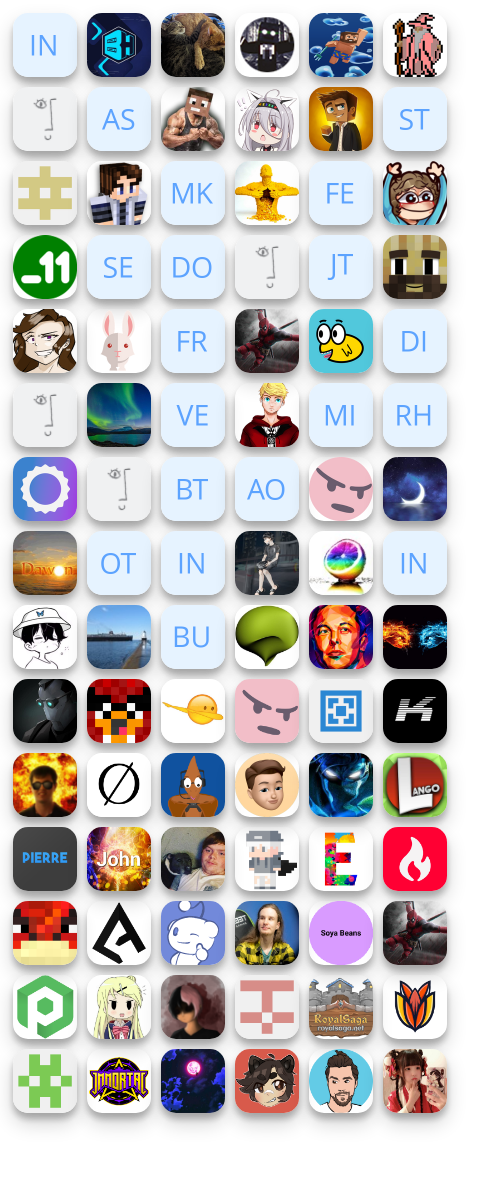 IN
AS
ST
MK
FE
_11
SE
DO
JT
FR
DI
VE
MI
RH
BT
AO
Dawon
OT
IN
IN
BU
LANGO
PIERRE
John
E
Soya Beans
RoyalSaga
royalsaga.net
IMMORTAL